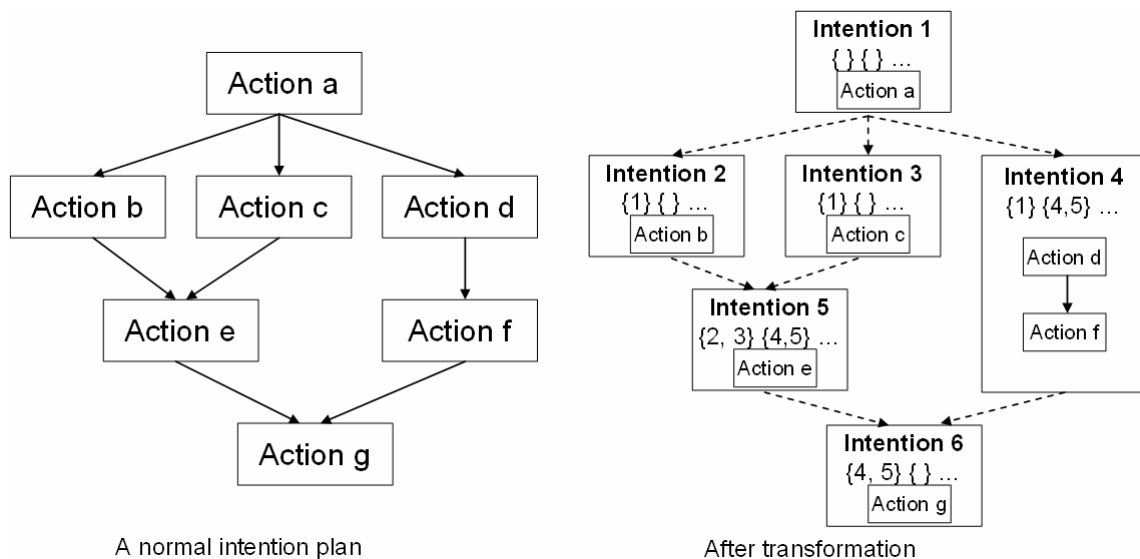 Action a
Action b
Action c
Action d
Action e
Action f
Action g
A normal intention plan
Intention 1
{ } { } ...
Action a
Intention 2
{1} { } ...
Action b
Intention 3
{1} { } ...
Action c
Intention 4
{1} {4,5} ...
Action d
Action f
Intention 5
{2, 3} {4,5} ...
Action e
Intention 6
{4, 5} { } ...
Action g
After transformation